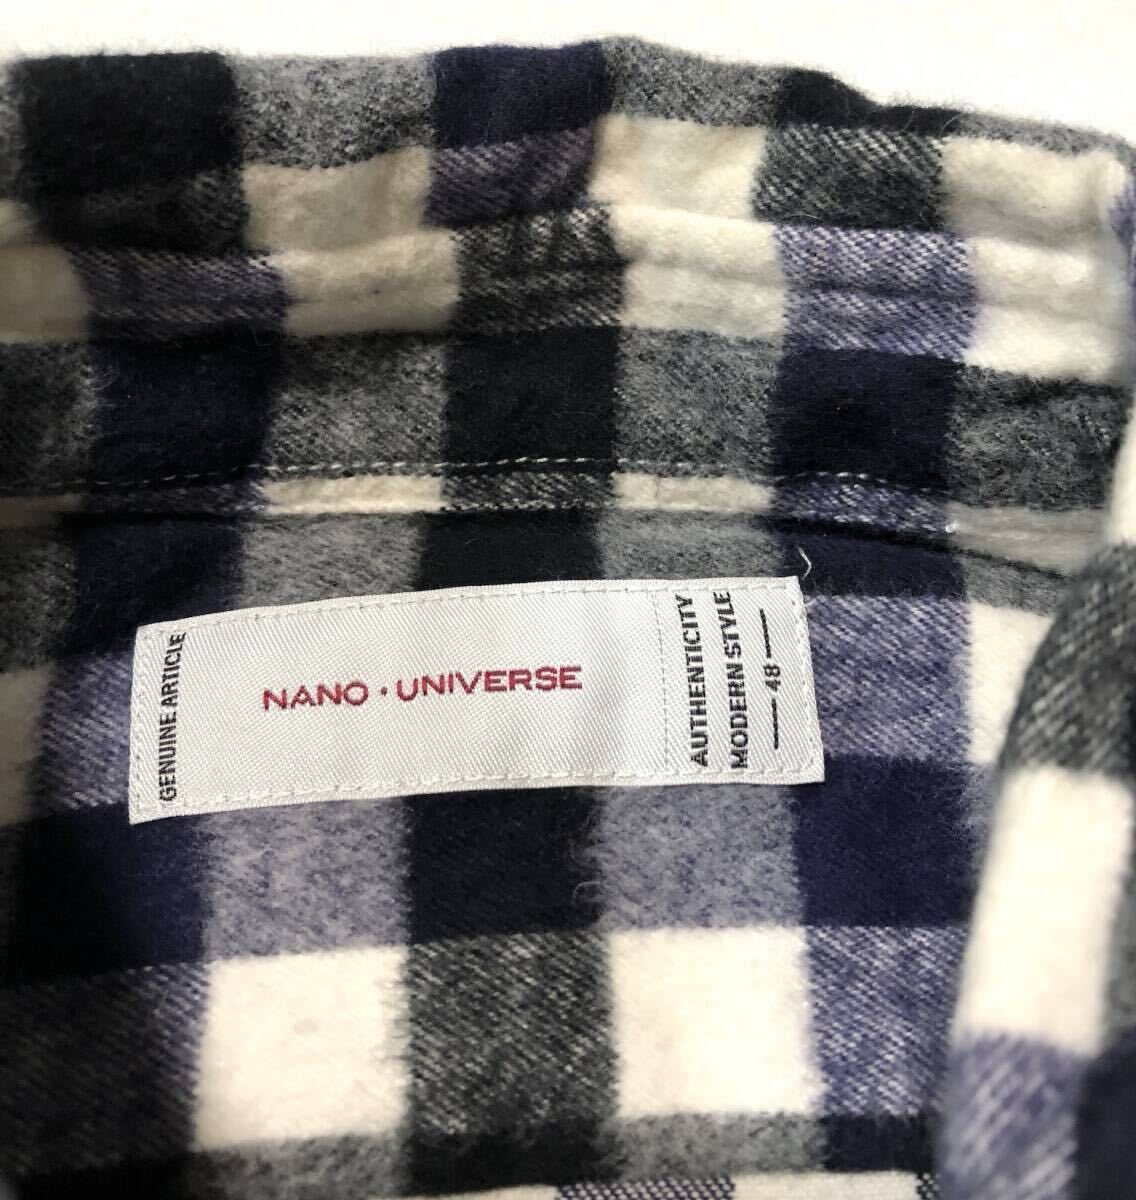 GENUINE ARTICLE
NANO · UNIVERSE
AUTHENTICITY
MODERN STYLE
— 48 —